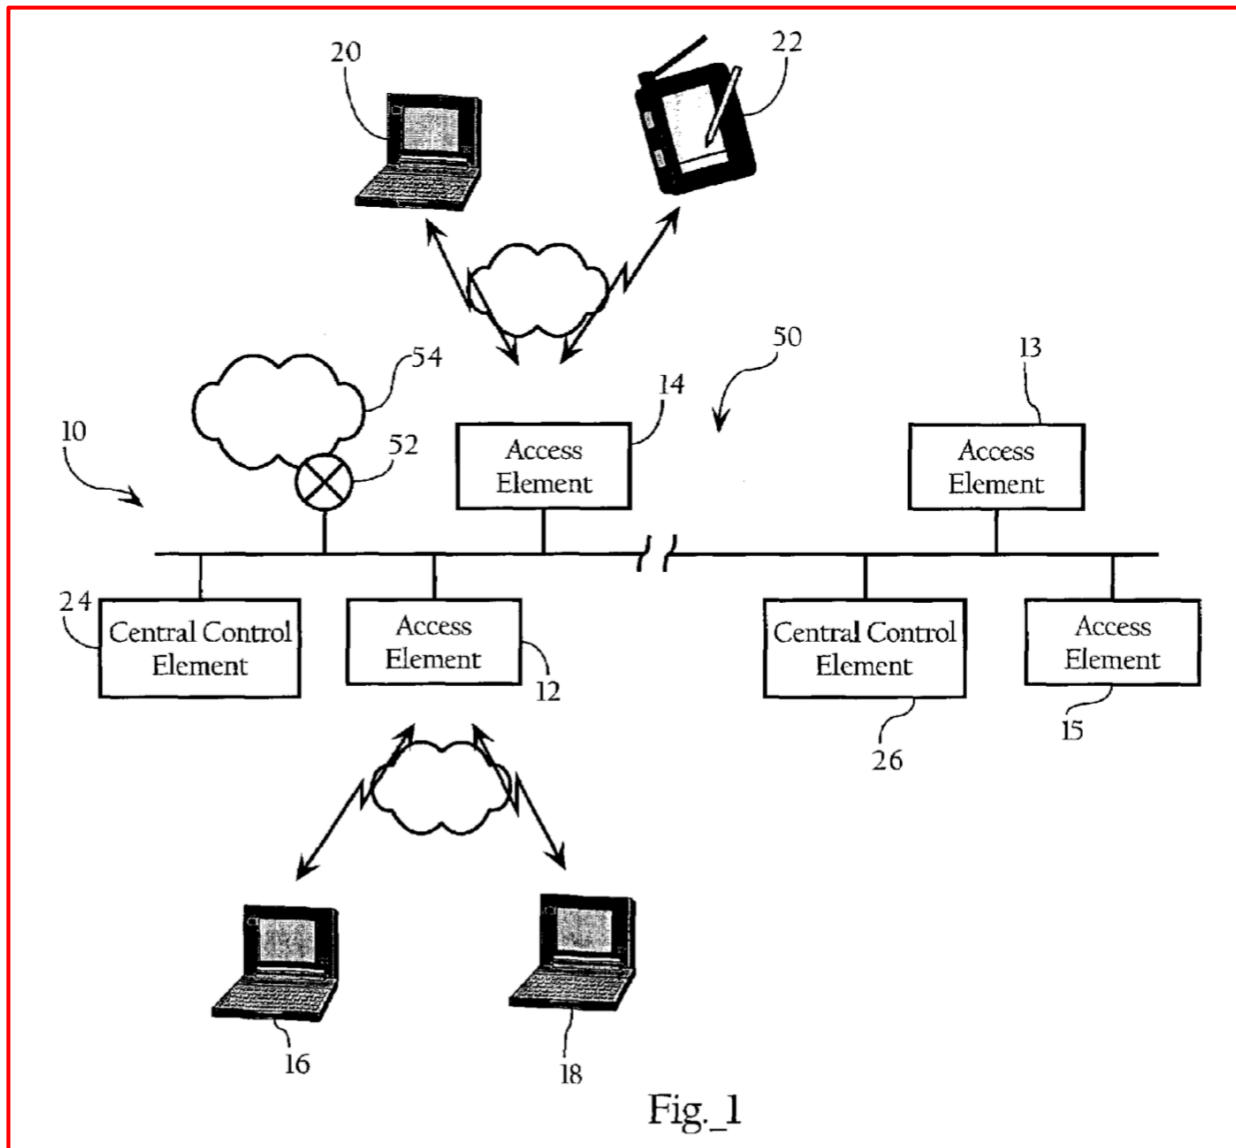 20
22
54
50
13
14
10
52
Access
Element
Access
Element
24
Central Control
Element
Access
Element
12
Central Control
Element
Access
Element
26
15
16
18
Fig._1